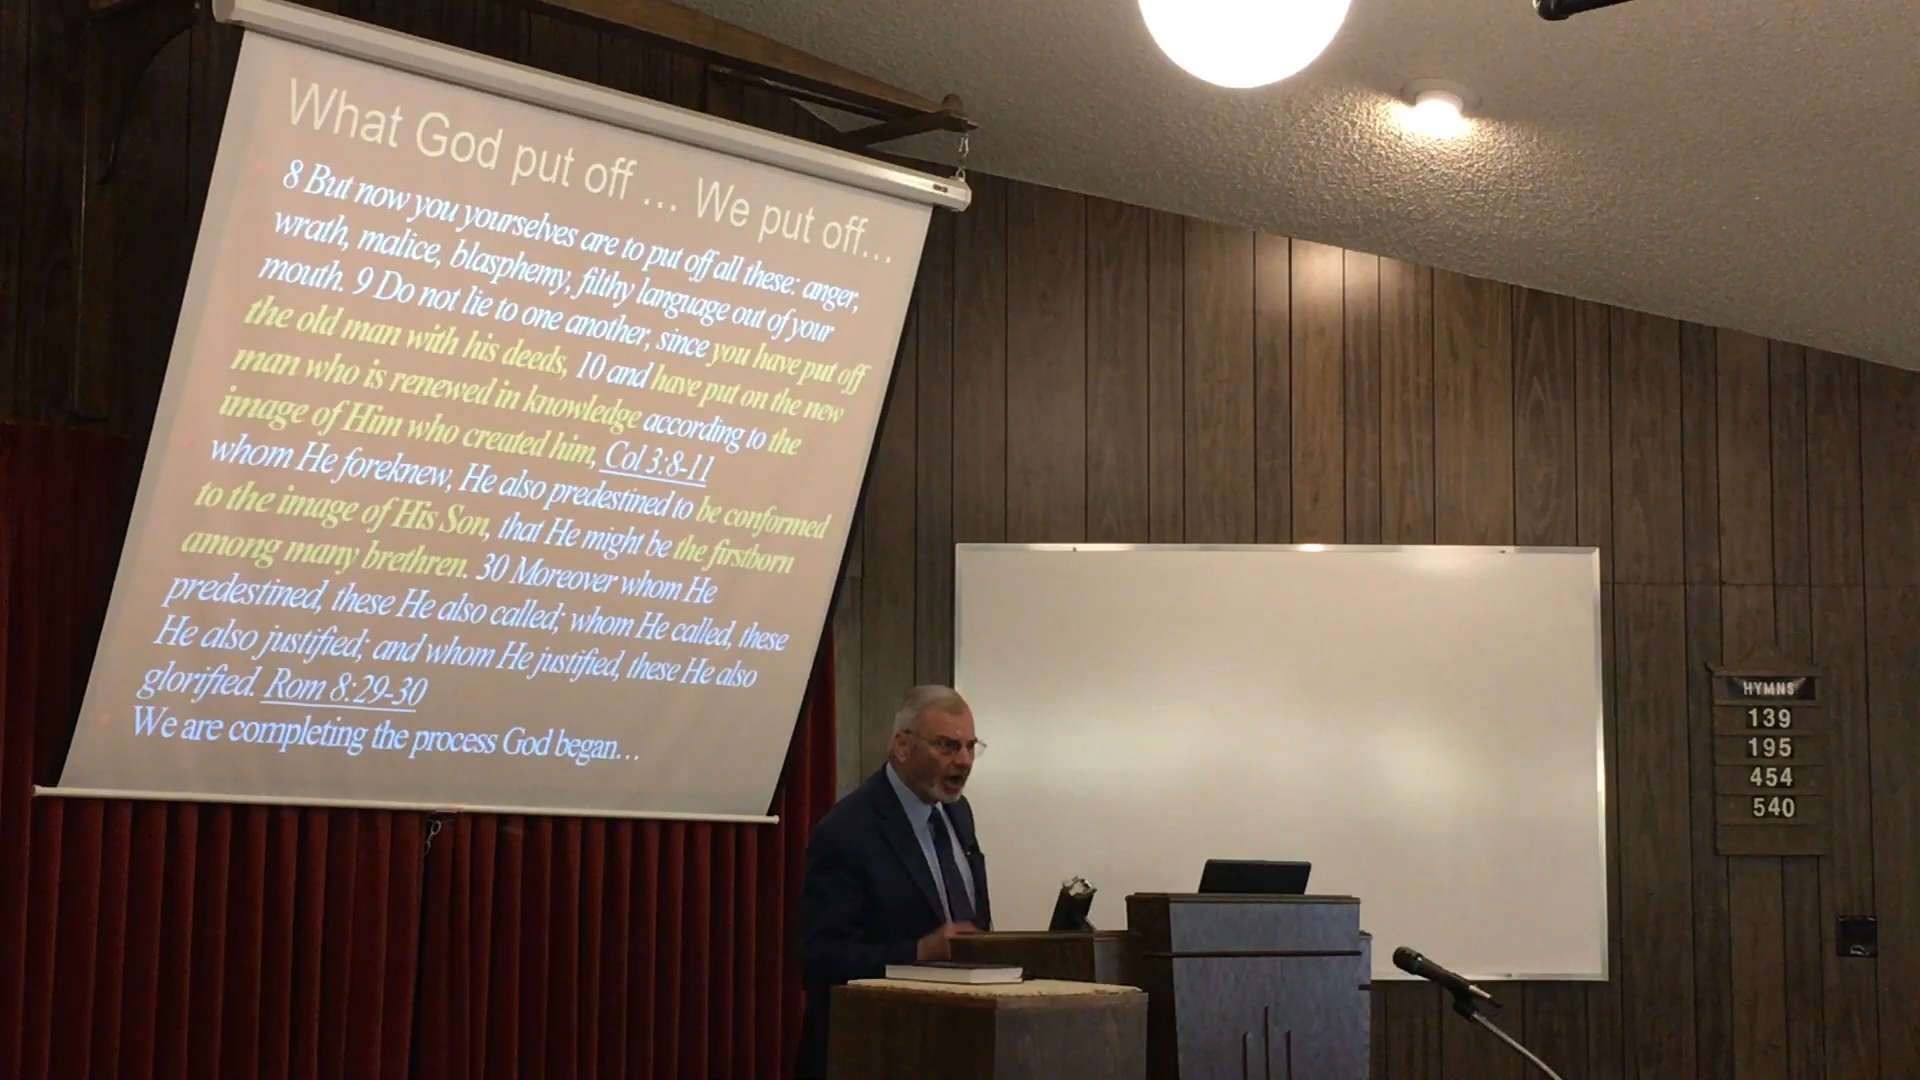 What God put off ... We put off...
8 But now you yourselves are to put off all these: anger,
wrath, malice, blasphemy, filthy language out of your
mouth. 9 Do not lie to one another, since you have put off
the old man with his deeds, 10 and have put on the new
man who is renewed in knowledge according to the
image of Him who created him, Col 3:8-11
whom He foreknew, He also predestined to be conformed
to the image of His Son, that He might be the firstborn
among many brethren. 30 Moreover whom He
predestined, these He also called; whom He called, these
He also justified; and whom He justified, these He also
glorified. Rom 8:29-30
We are completing the process God began...
HYMNS
139
195
454
540